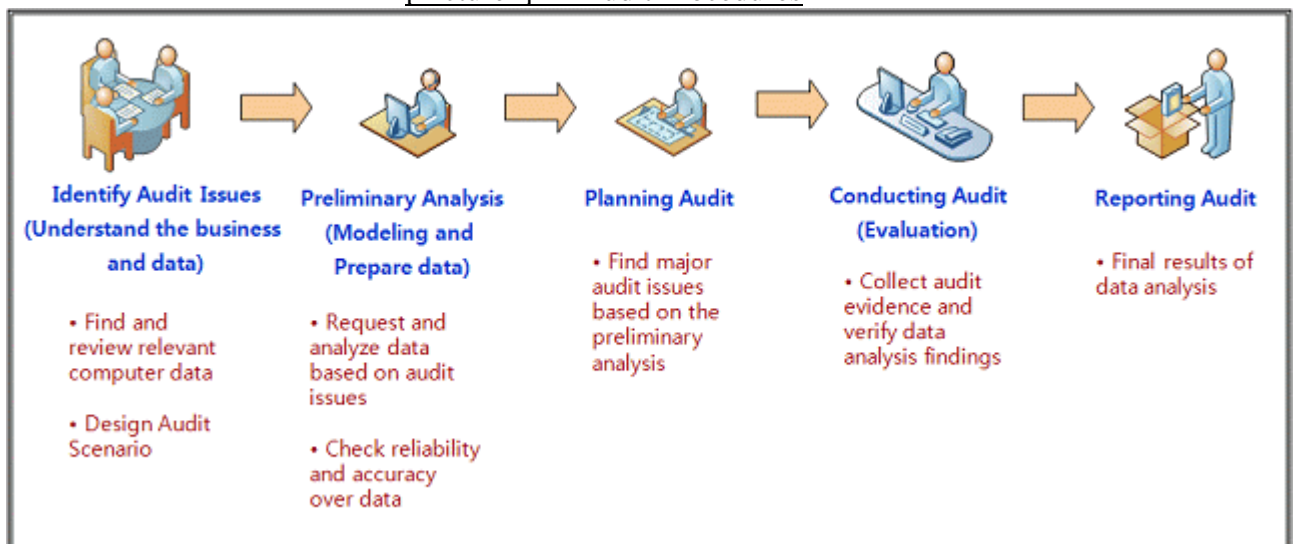 Identify Audit Issues
(Understand the business
and data)
• Find and
review relevant
computer data
• Design Audit
Scenario
Preliminary Analysis
(Modeling and
Prepare data)
• Request and
analyze data
based on audit
issues
• Check reliability
and accuracy
over data
Planning Audit
• Find major
audit issues
based on the
preliminary
analysis
Conducting Audit
(Evaluation)
• Collect audit
evidence and
verify data
analysis findings
Reporting Audit
• Final results of
data analysis